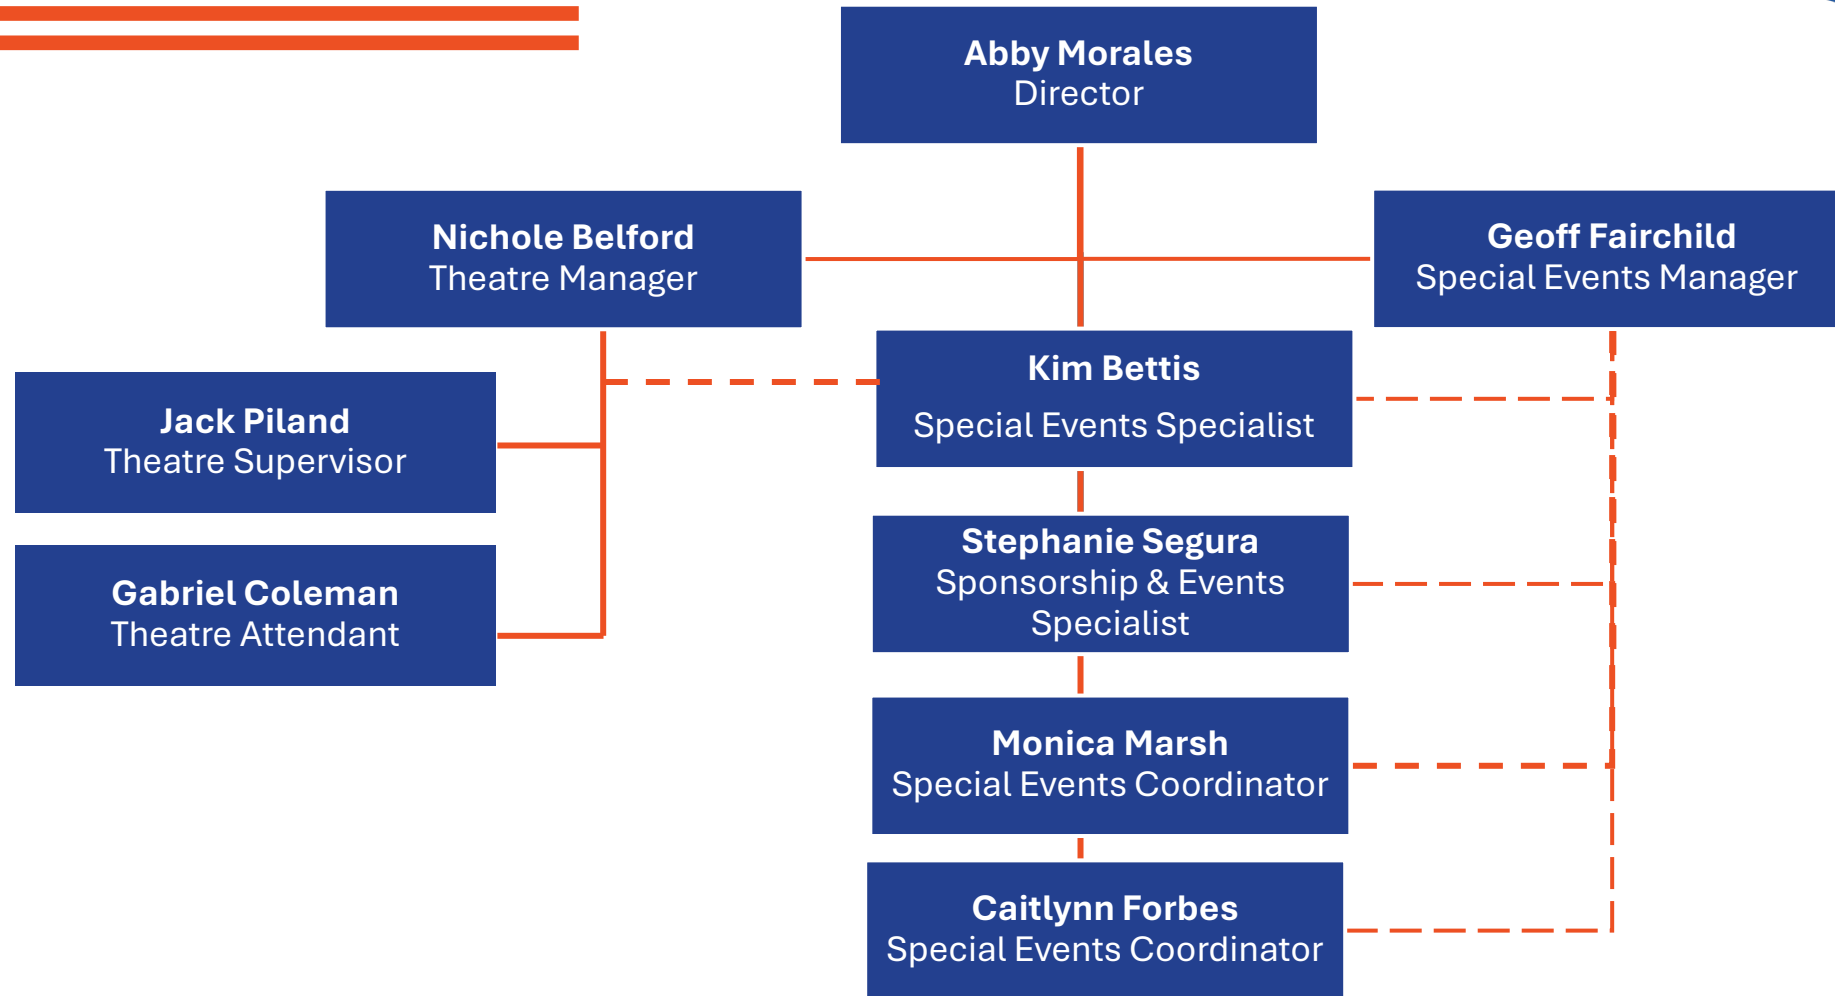 Abby Morales
Director
Nichole Belford
Theatre Manager
Geoff Fairchild
Special Events Manager
Kim Bettis
Special Events Specialist
Jack Piland
Theatre Supervisor
Stephanie Segura
Sponsorship & Events
Specialist
Gabriel Coleman
Theatre Attendant
Monica Marsh
Special Events Coordinator
Caitlynn Forbes
Special Events Coordinator